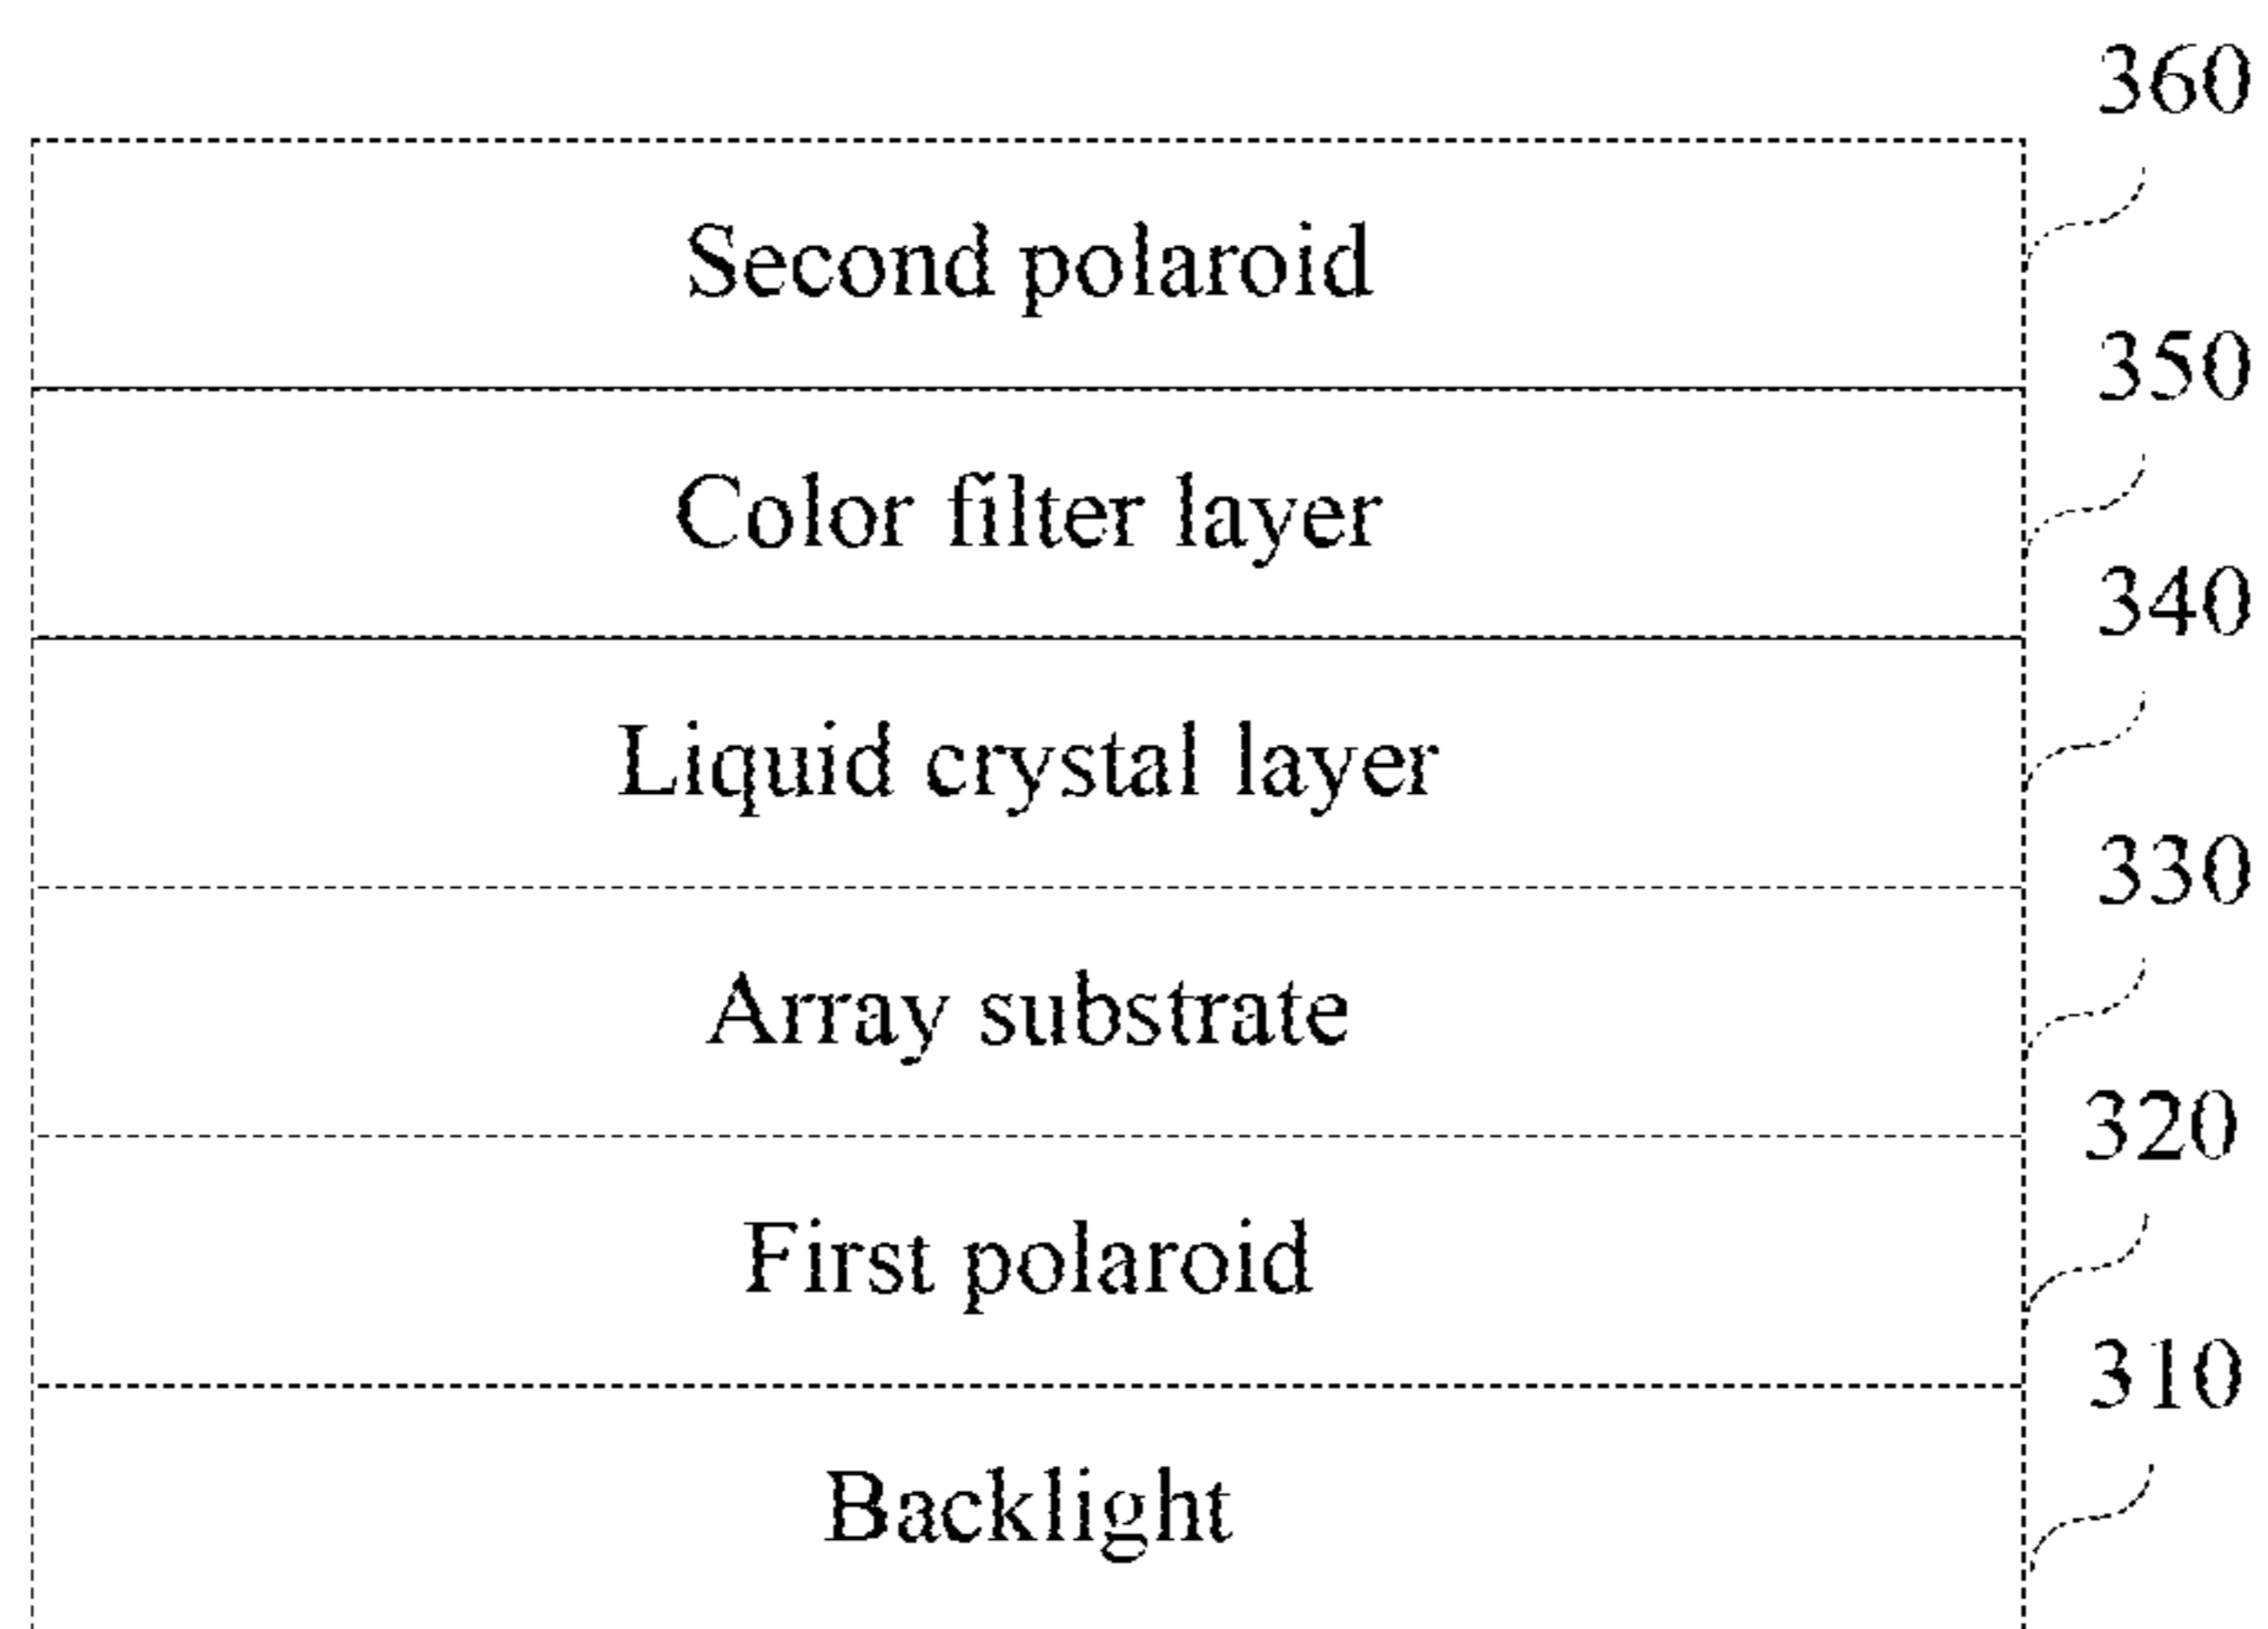 360
Second polaroid
350
Color filter layer
340
Liquid crystal layer
330
Array substrate
320
First polaroid
310
Backlight